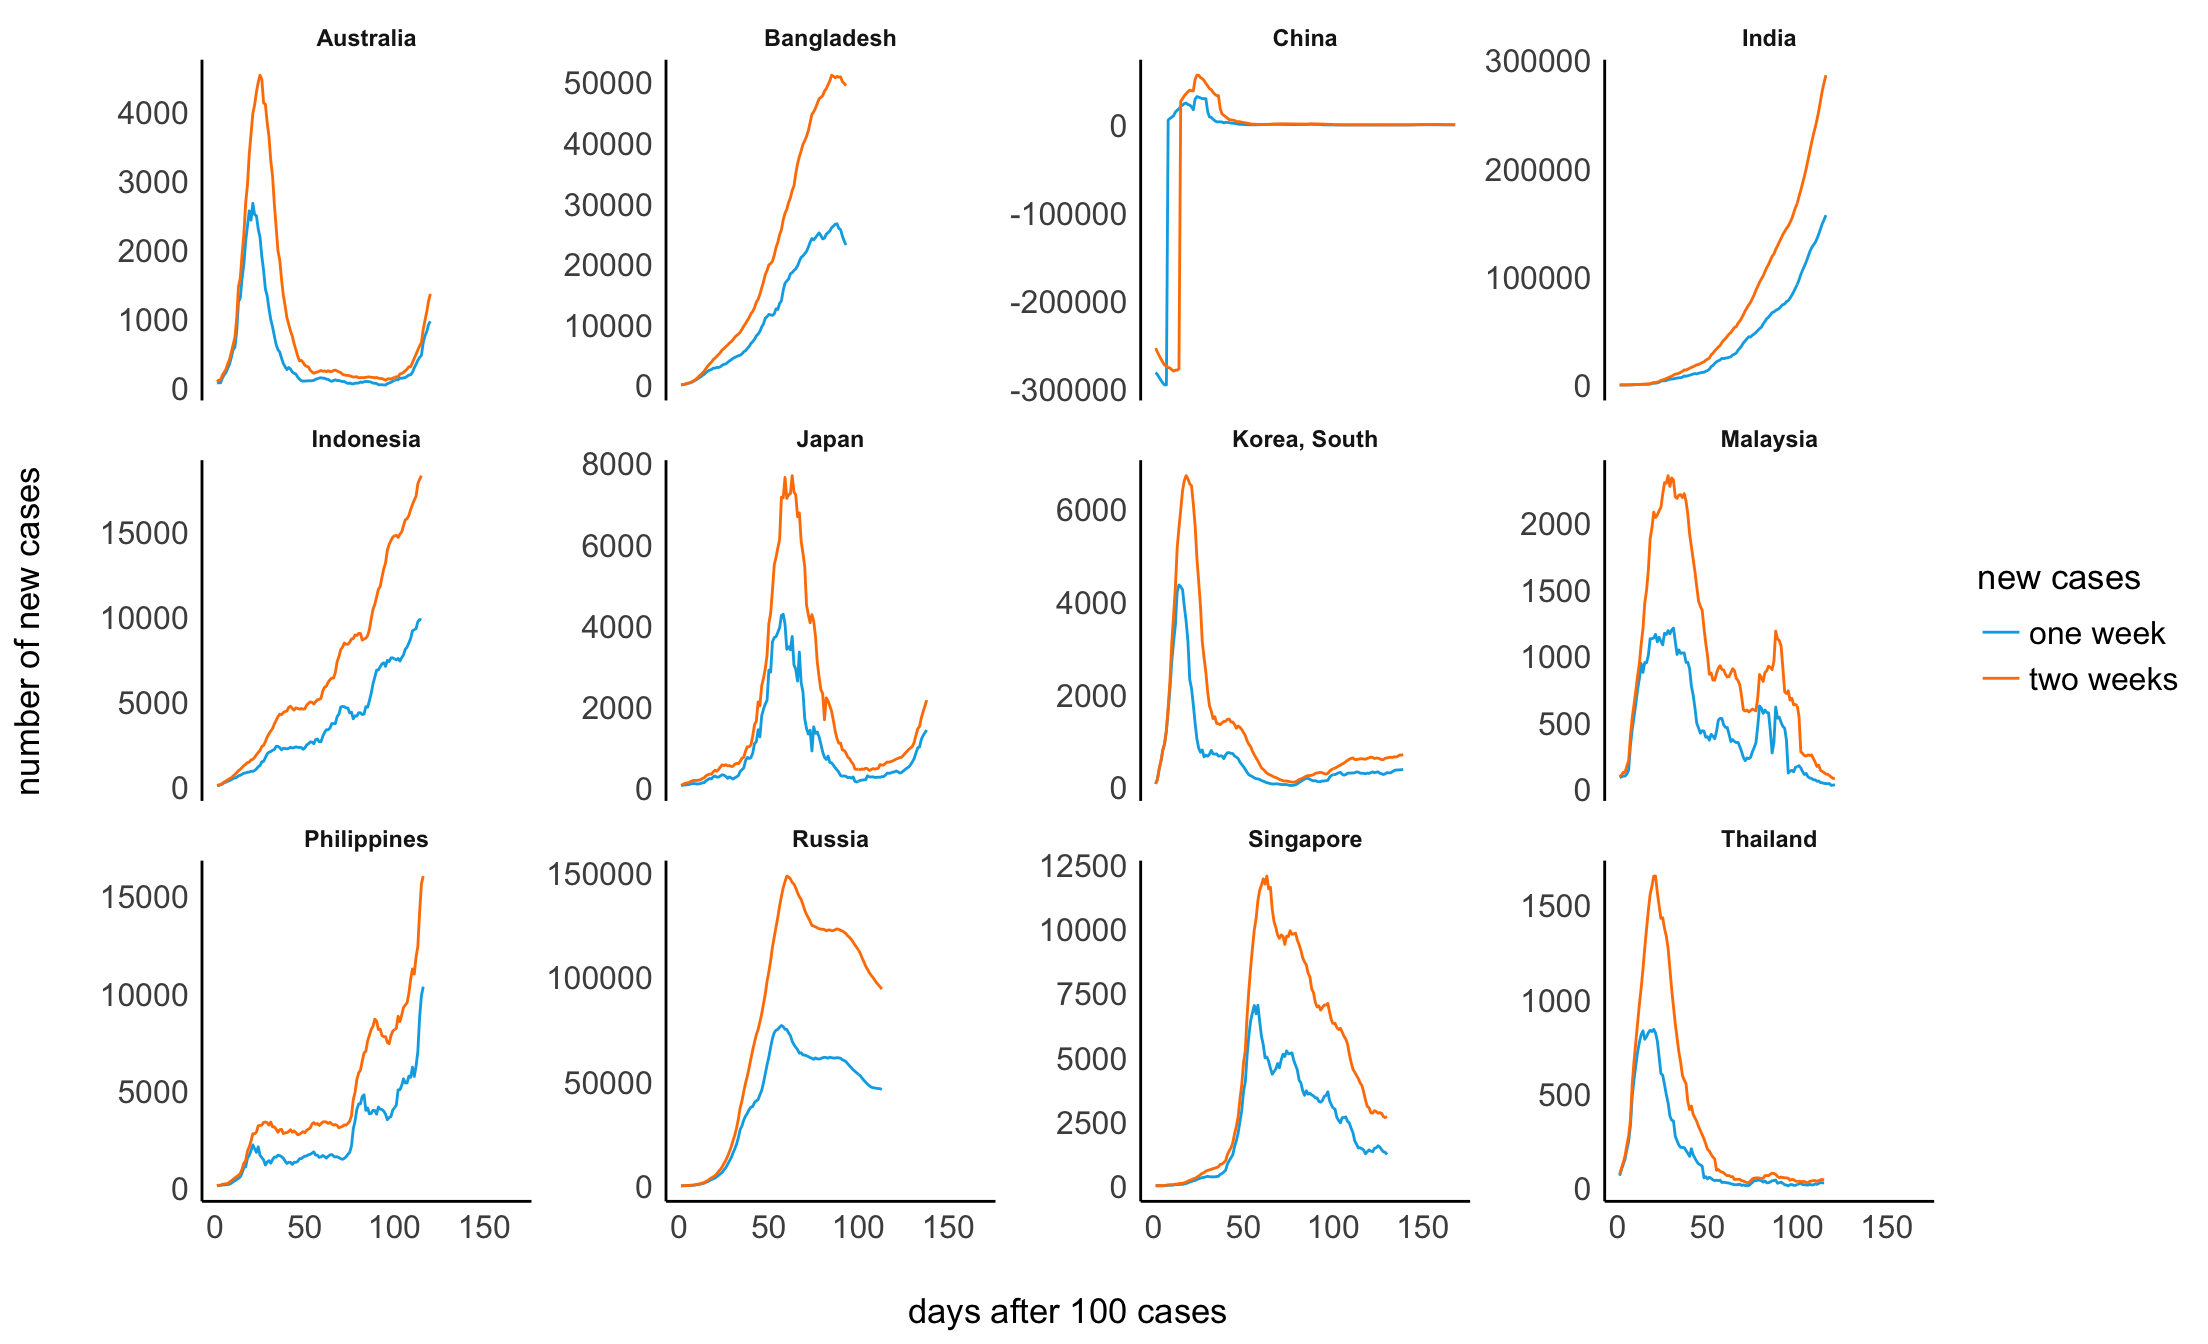 Australia
Bangladesh
China
India
4000
3000
2000
1000
0
50000
40000
30000
20000
10000
0
0
-100000
-200000
-300000
300000
200000
100000
0
Indonesia
Japan
Korea, South
Malaysia
15000
10000
5000
0
8000
6000
4000
2000
0
6000
4000
2000
0
2000
1500
1000
500
0
Philippines
Russia
Singapore
Thailand
15000
10000
5000
0
150000
100000
50000
0
12500
10000
7500
5000
2500
0
1500
1000
500
0
0 50 100 150
0 50 100 150
0 50 100 150
0 50 100 150
number of new cases
days after 100 cases
new cases
one week
two weeks